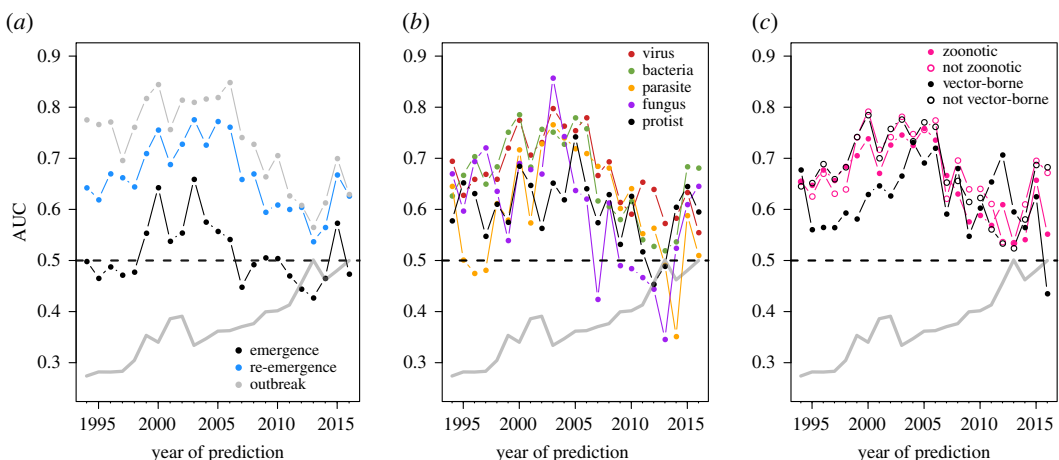 (a)
(b)
(c)
0.9
0.8
0.7
0.6
0.5
0.4
0.3
AUC
emergence
re-emergence
outbreak
1995 2000 2005 2010 2015
year of prediction
0.9
0.8
0.7
0.6
0.5
0.4
0.3
virus
bacteria
parasite
fungus
protist
1995 2000 2005 2010 2015
year of prediction
0.9
0.8
0.7
0.6
0.5
0.4
0.3
zoonotic
not zoonotic
vector-borne
not vector-borne
1995 2000 2005 2010 2015
year of prediction